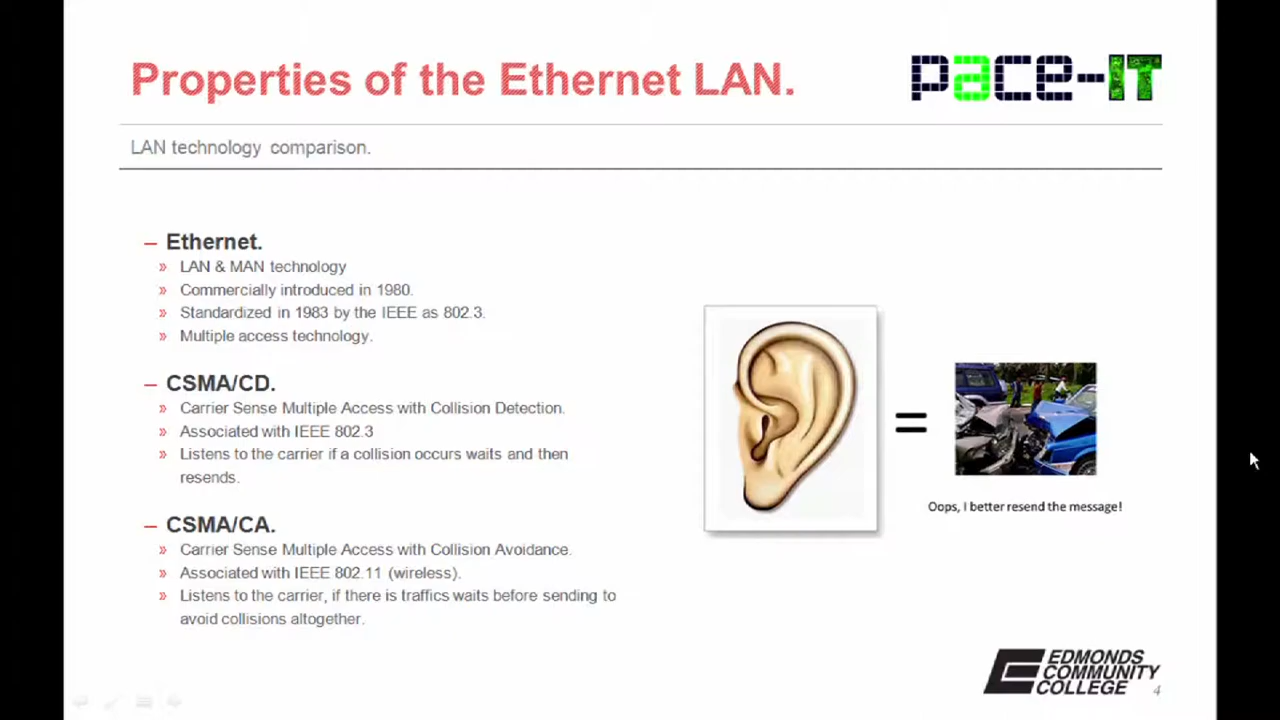 Properties of the Ethernet LAN.
pace-IT
LAN technology comparison.
– Ethernet.
» LAN & MAN technology
» Commercially introduced in 1980.
» Standardized in 1983 by the IEEE as 802.3.
» Multiple access technology.
– CSMA/CD.
» Carrier Sense Multiple Access with Collision Detection.
» Associated with IEEE 802.3
» Listens to the carrier if a collision occurs waits and then
resends.
– CSMA/CA.
» Carrier Sense Multiple Access with Collision Avoidance.
» Associated with IEEE 802.11 (wireless).
» Listens to the carrier, if there is traffics waits before sending to
avoid collisions altogether.
=
Oops, I better resend the message!
EDMONDS
COMMUNITY
COLLEGE
4